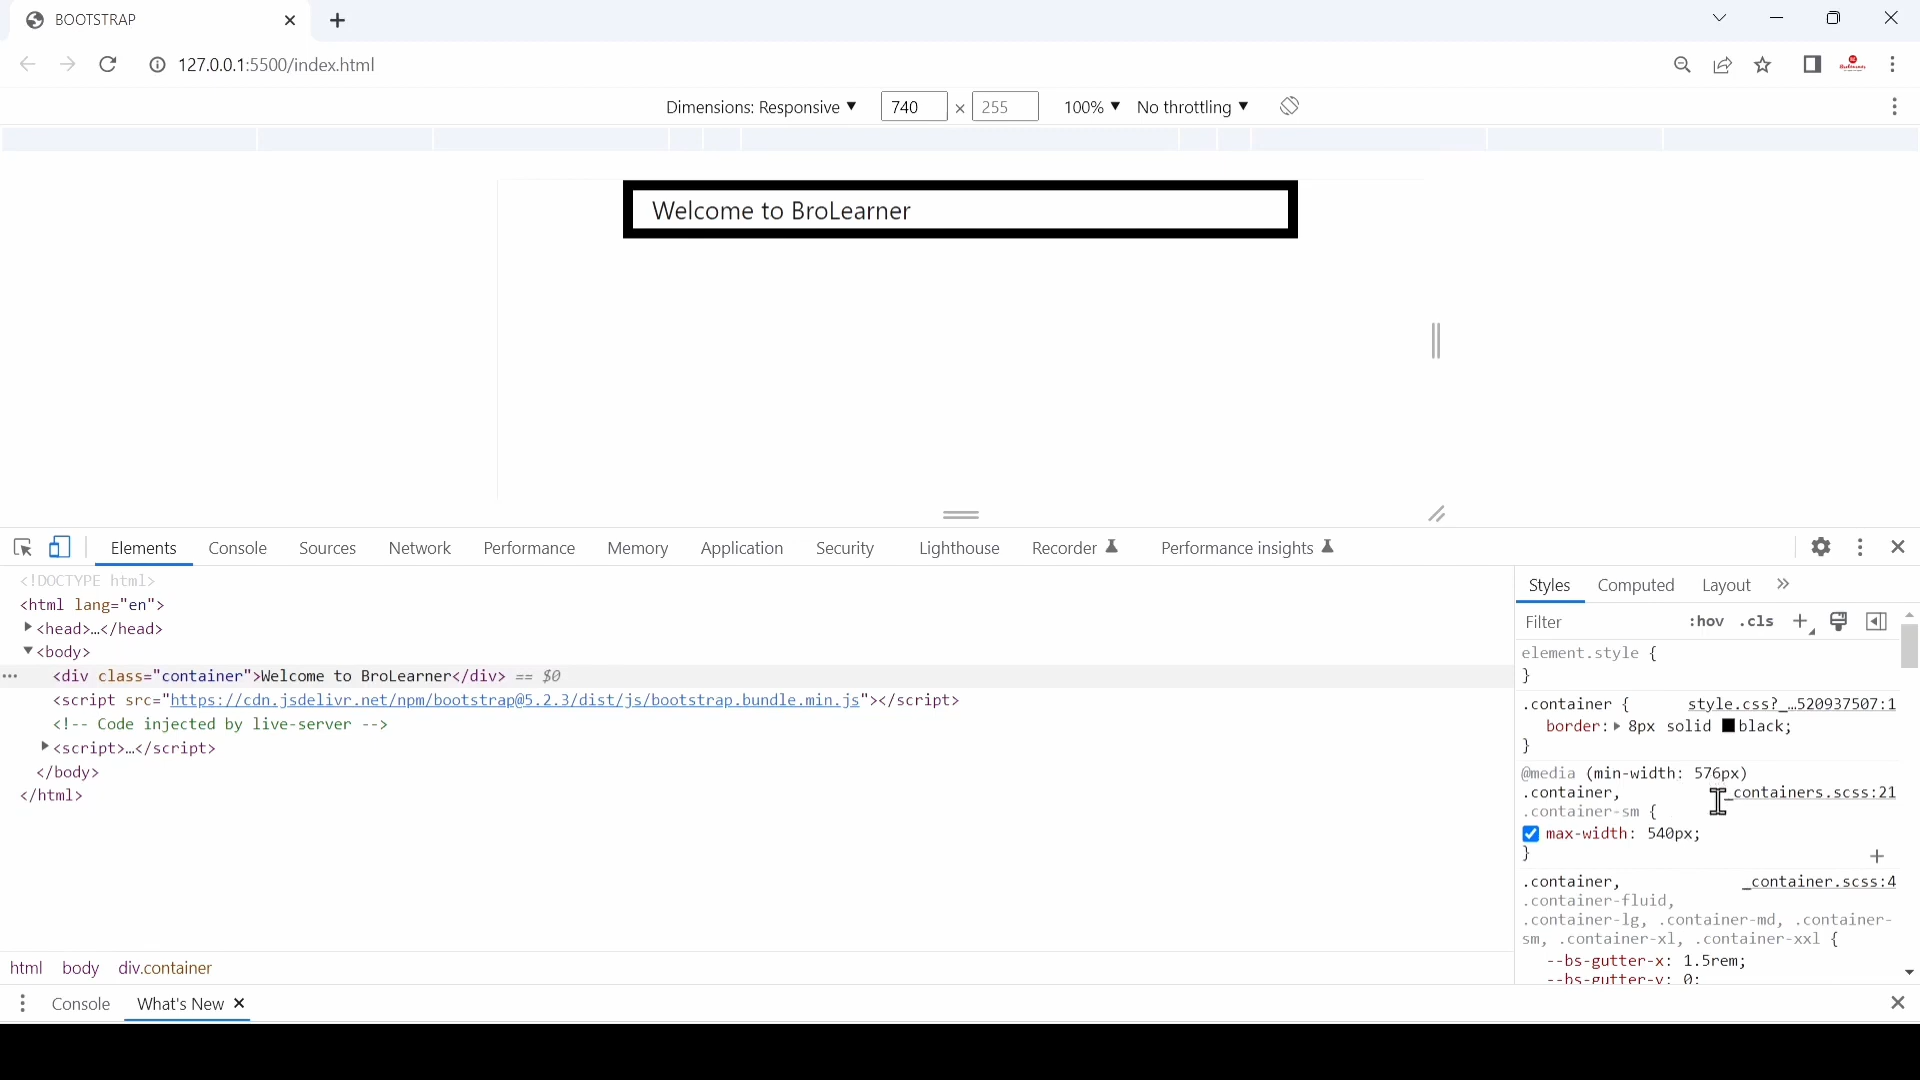 BOOTSTRAP
127.0.0.1:5500/index.html
Dimensions: Responsive 740 × 255 100% No throttling
Welcome to BroLearner
Elements Console Sources Network Performance Memory Application Security Lighthouse Recorder Performance insights
<!DOCTYPE html>
<html lang="en">
<head>…</head>
<body>
<div class="container">Welcome to BroLearner</div> == $0
<script src="https://cdn.jsdelivr.net/npm/bootstrap@5.2.3/dist/js/bootstrap.bundle.min.js"></script>
<!-- Code injected by live-server -->
<script>…</script>
</body>
</html>
html body div.container
Styles Computed Layout »
Filter :hov .cls +
element.style {
}
.container { style.css?_…520937507:1
border: 8px solid black;
}
@media (min-width: 576px)
.container, _containers.scss:21
.container-sm {
max-width: 540px;
}
.container, _container.scss:4
.container-fluid,
.container-lg, .container-md, .container-
sm, .container-xl, .container-xxl {
--bs-gutter-x: 1.5rem;
--bs-gutter-y: 0;
Console What's New